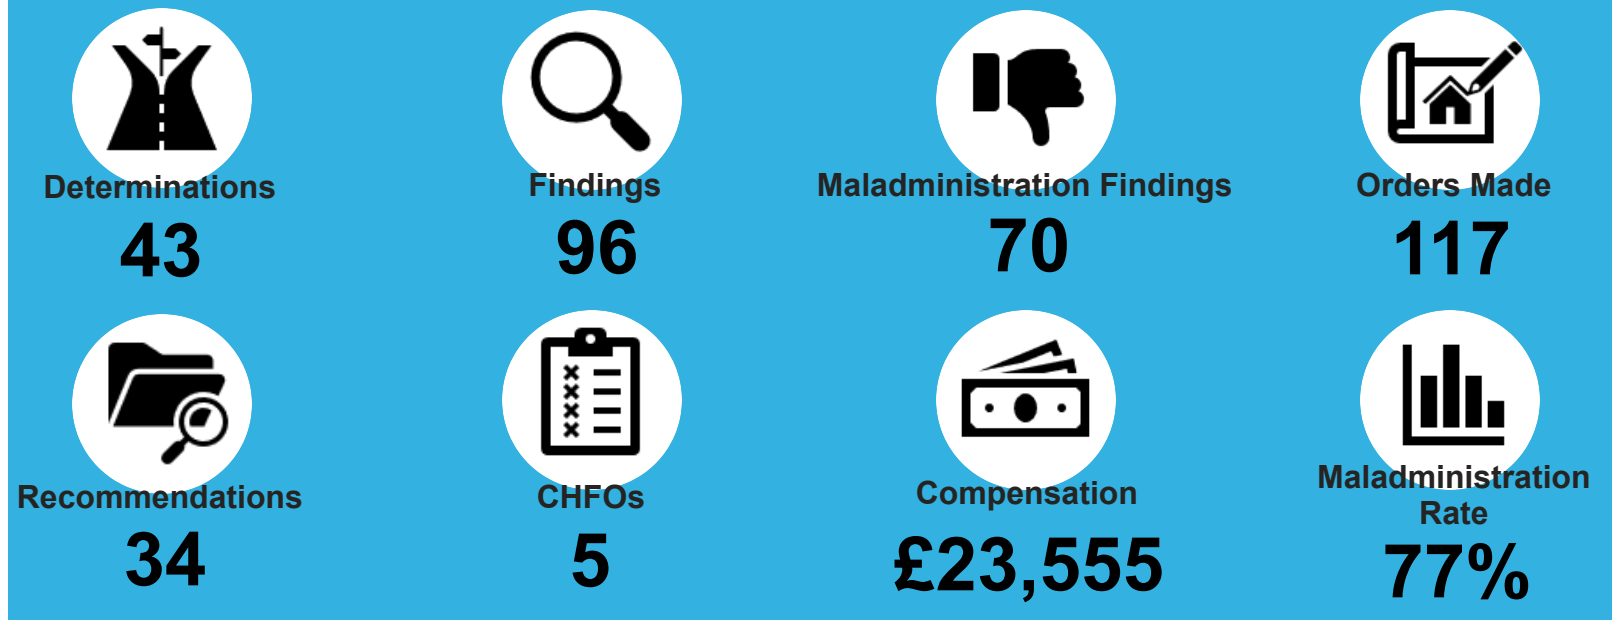 Determinations
43
Findings
96
Maladministration Findings
70
Orders Made
117
Recommendations
34
CHFOs
5
Compensation
£23,555
Maladministration
Rate
77%